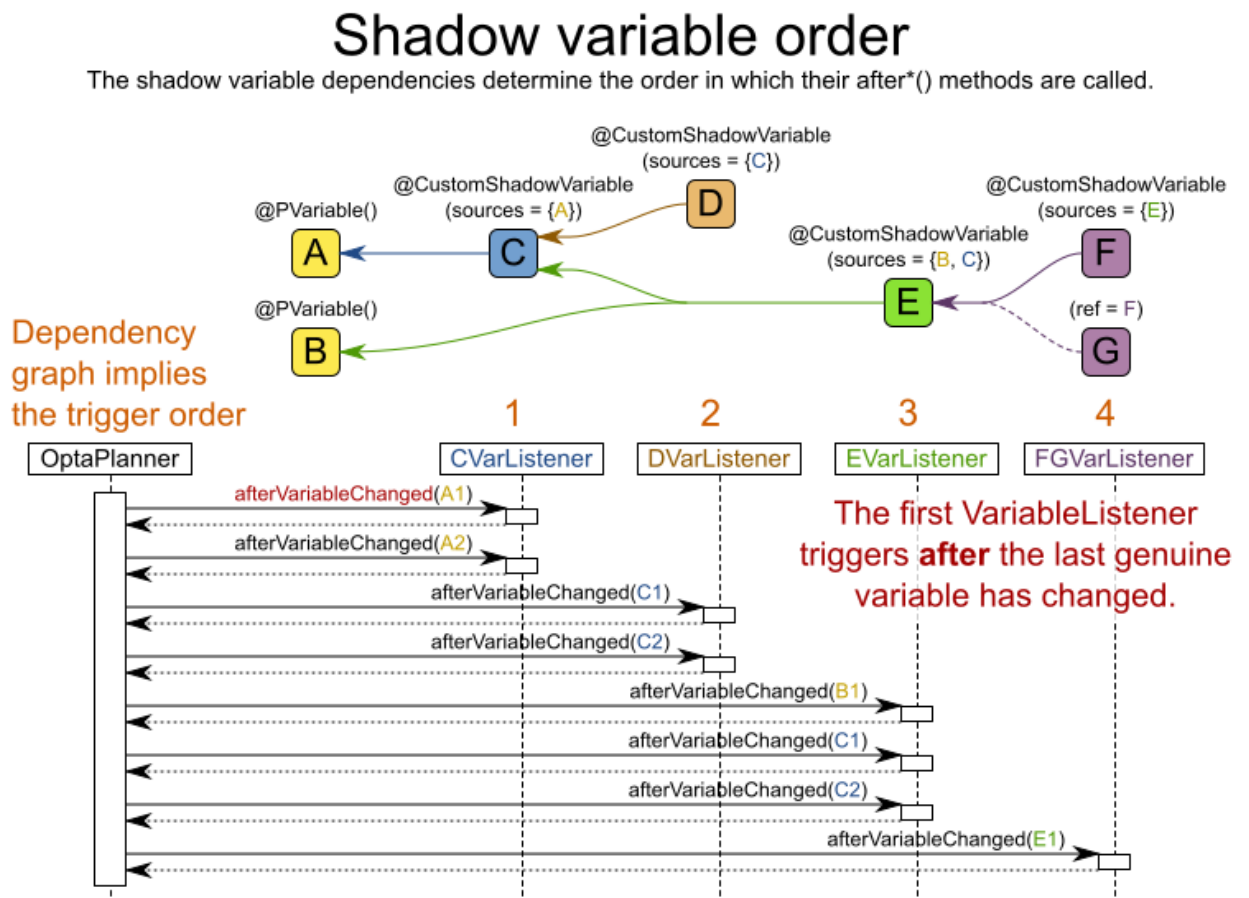 Shadow variable order
The shadow variable dependencies determine the order in which their after*() methods are called.
@CustomShadowVariable
(sources = {C})
D
@CustomShadowVariable
(sources = {A})
C
@PVariable()
A
@CustomShadowVariable
(sources = {E})
F
@CustomShadowVariable
(sources = {B, C})
E
@PVariable()
B
(ref = F)
G
Dependency
graph implies
the trigger order
1
2
3
4
OptaPlanner
CVarListener
DVarListener
EVarListener
FGVarListener
afterVariableChanged(A1)
afterVariableChanged(A2)
The first VariableListener
triggers after the last genuine
variable has changed.
afterVariableChanged(C1)
afterVariableChanged(C2)
afterVariableChanged(B1)
afterVariableChanged(C1)
afterVariableChanged(C2)
afterVariableChanged(E1)